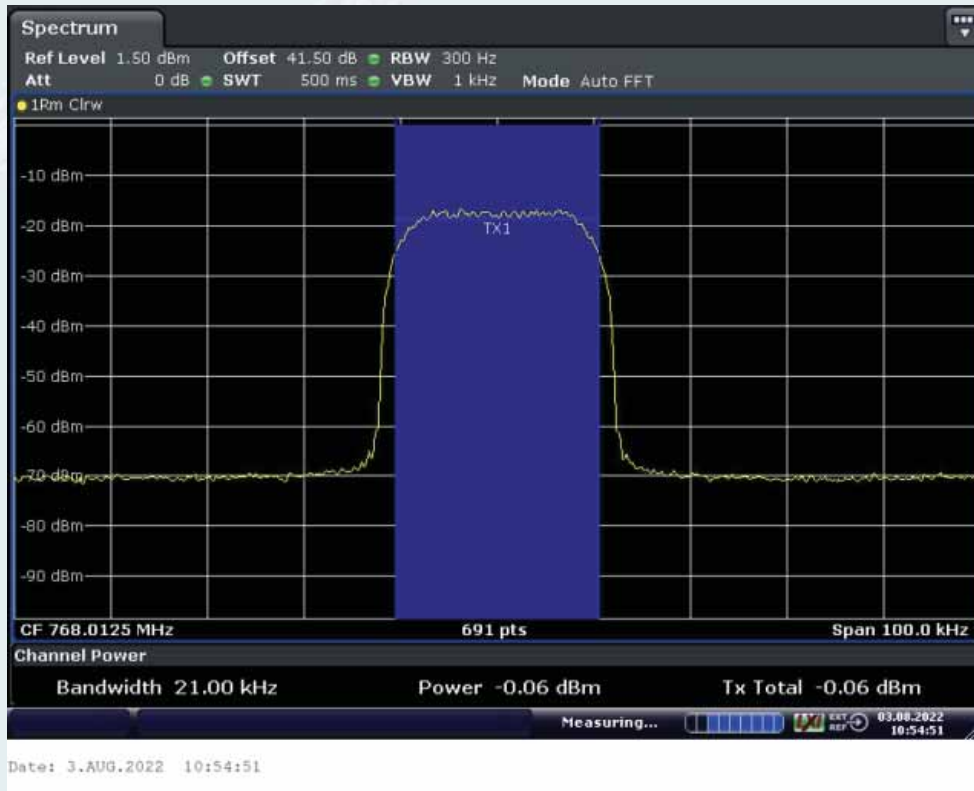 Spectrum
Ref Level 1.50 dBm Offset 41.50 dB RBW 300 Hz
Att 0 dB SWT 500 ms VBW 1 kHz Mode Auto FFT
1Rm Clrw
-10 dBm
-20 dBm
TX1
-30 dBm
-40 dBm
-50 dBm
-60 dBm
-70 dBm
-80 dBm
-90 dBm
CF 768.0125 MHz 691 pts Span 100.0 kHz
Channel Power
Bandwidth 21.00 kHz Power -0.06 dBm Tx Total -0.06 dBm
Measuring... LXI EXT REF 03.08.2022
10:54:51
Date: 3.AUG.2022 10:54:51